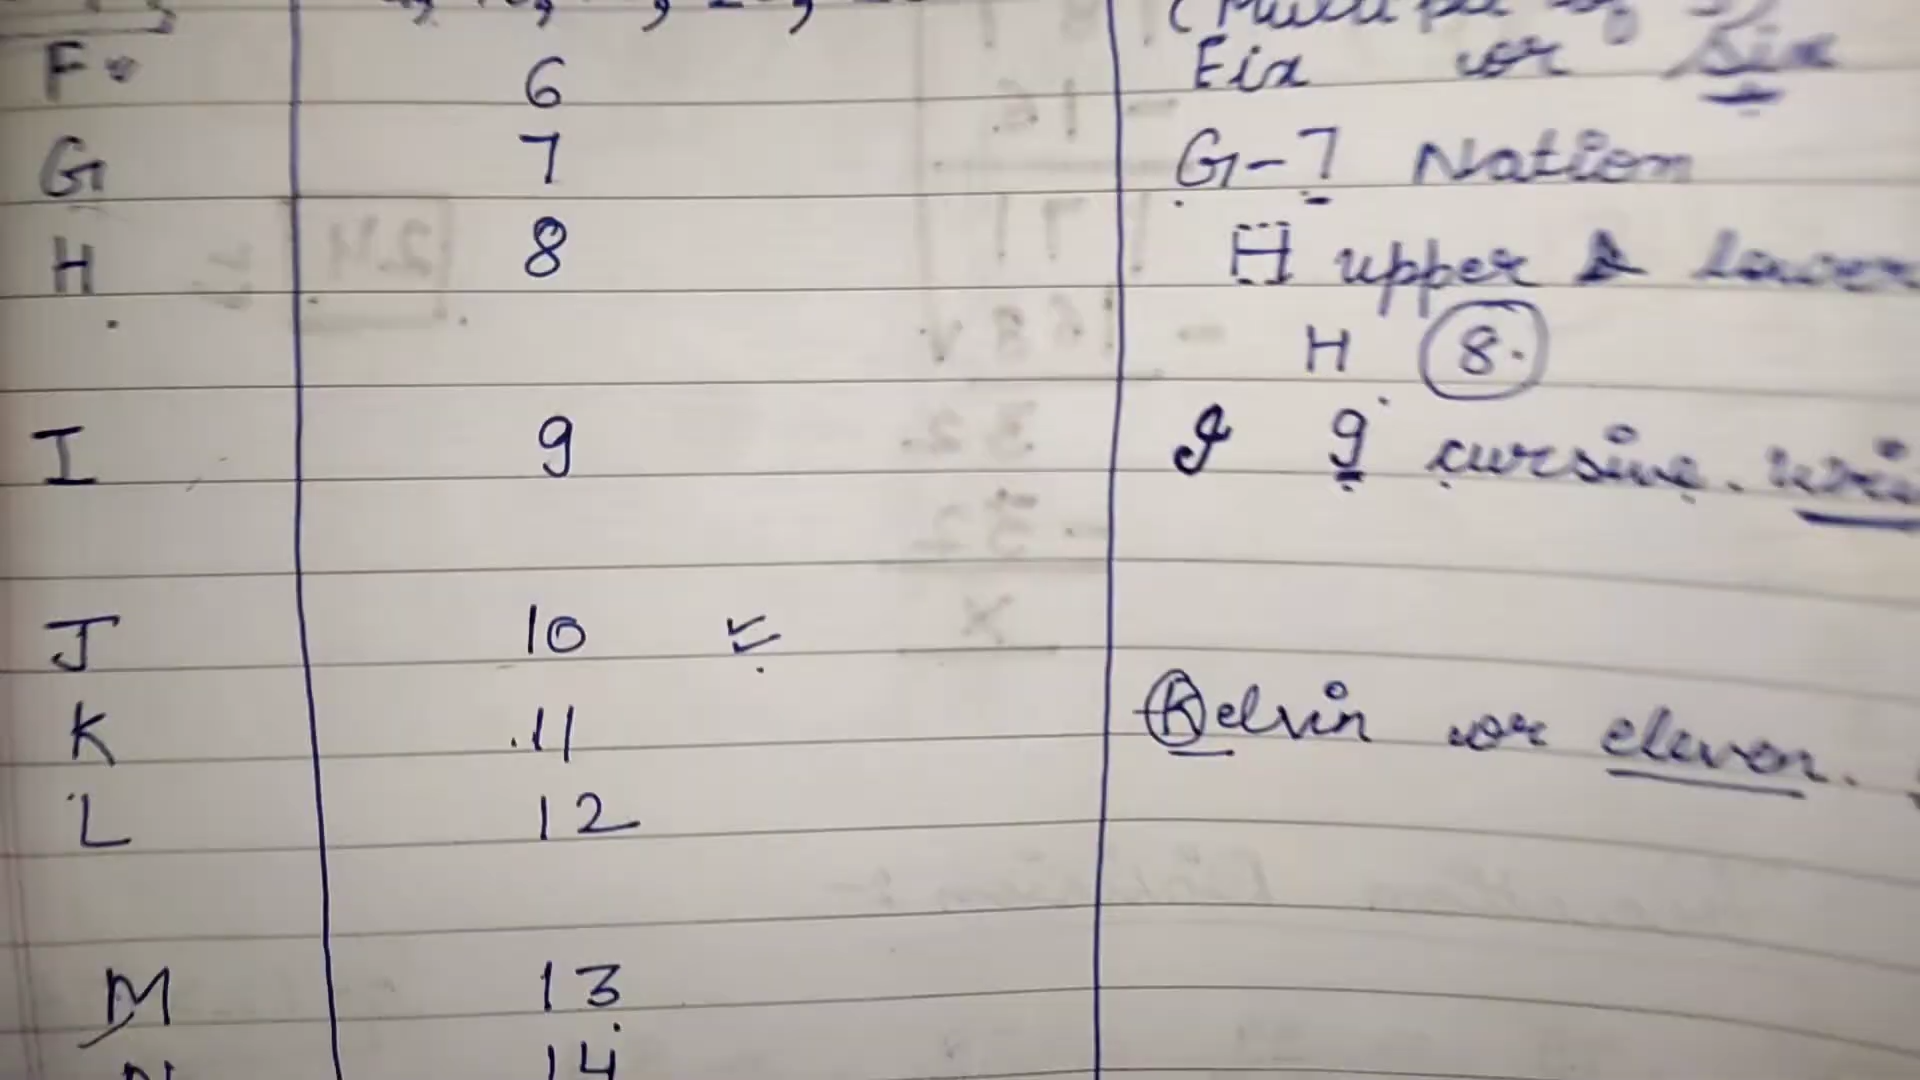 F 6 Eix or Six
G 7 G-7 Nation
H 8 H upper & lower
H 8.
I 9 I 9 cursive.
J 10
K 11 Kelvin or eleven.
L 12
M 13
14